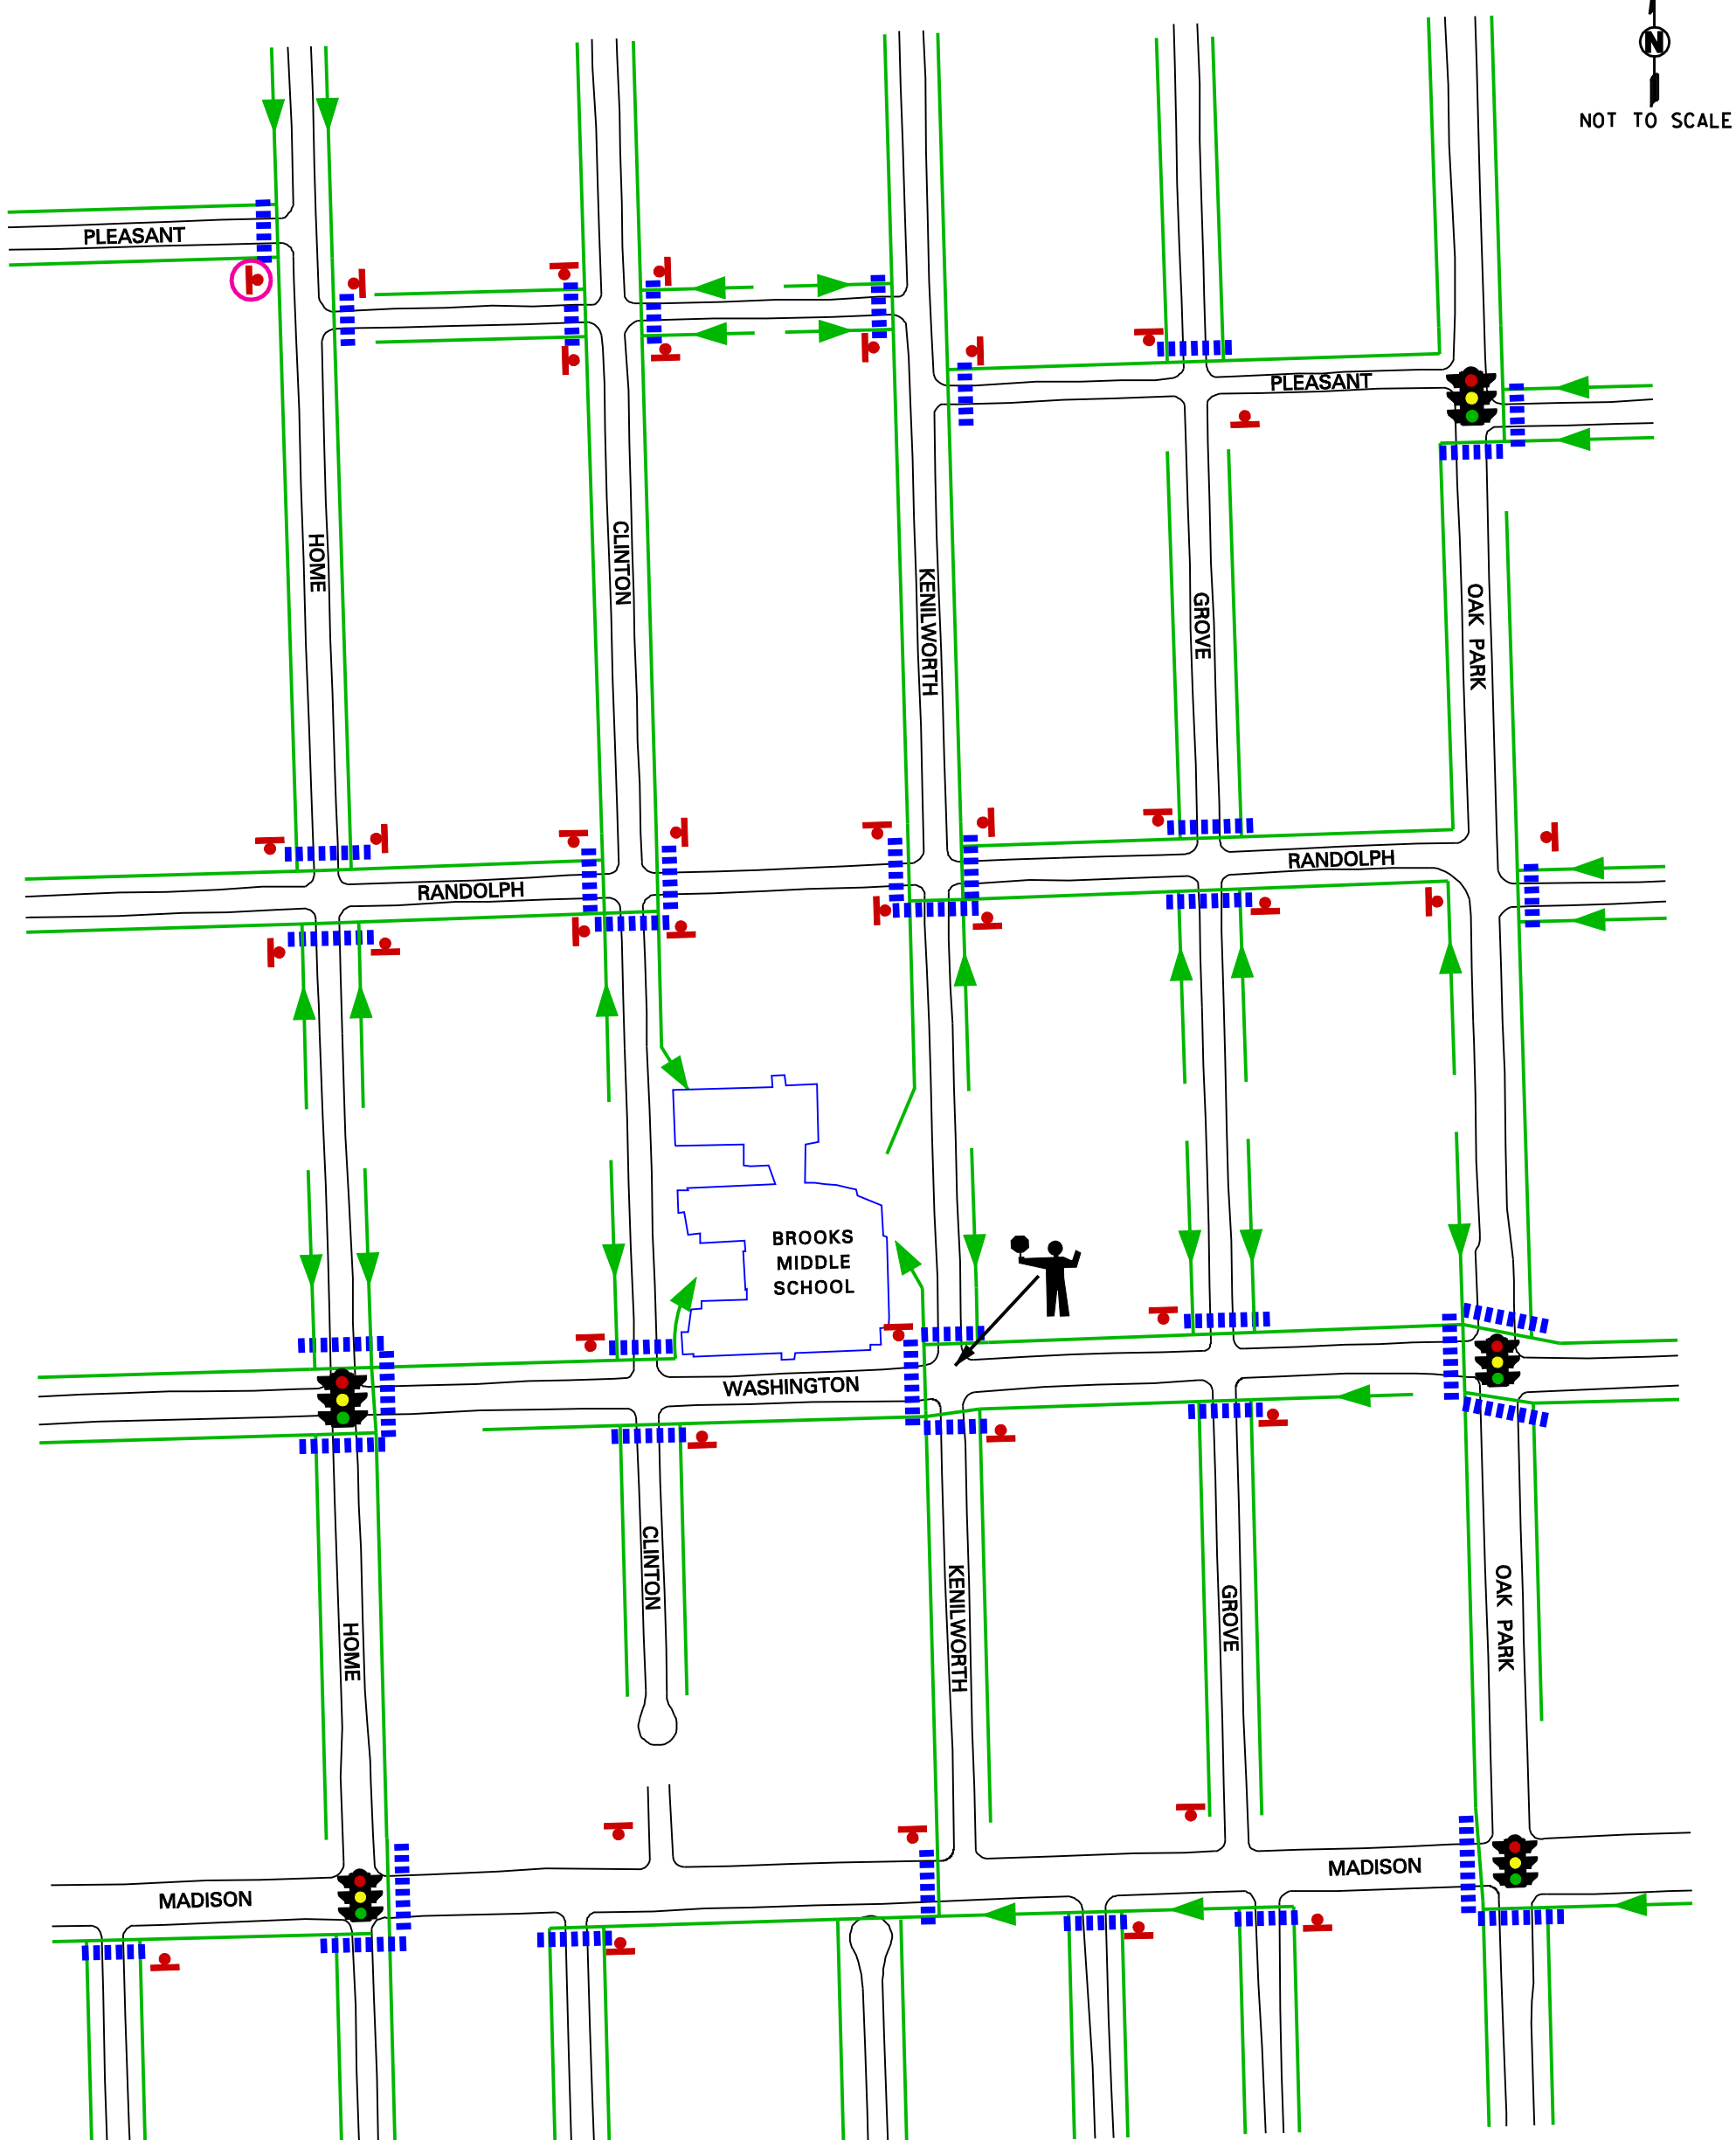 N
NOT TO SCALE
PLEASANT
PLEASANT
HOME
CLINTON
KENILWORTH
GROVE
OAK PARK
RANDOLPH
RANDOLPH
BROOKS
MIDDLE
SCHOOL
WASHINGTON
CLINTON
KENILWORTH
GROVE
OAK PARK
HOME
MADISON
MADISON